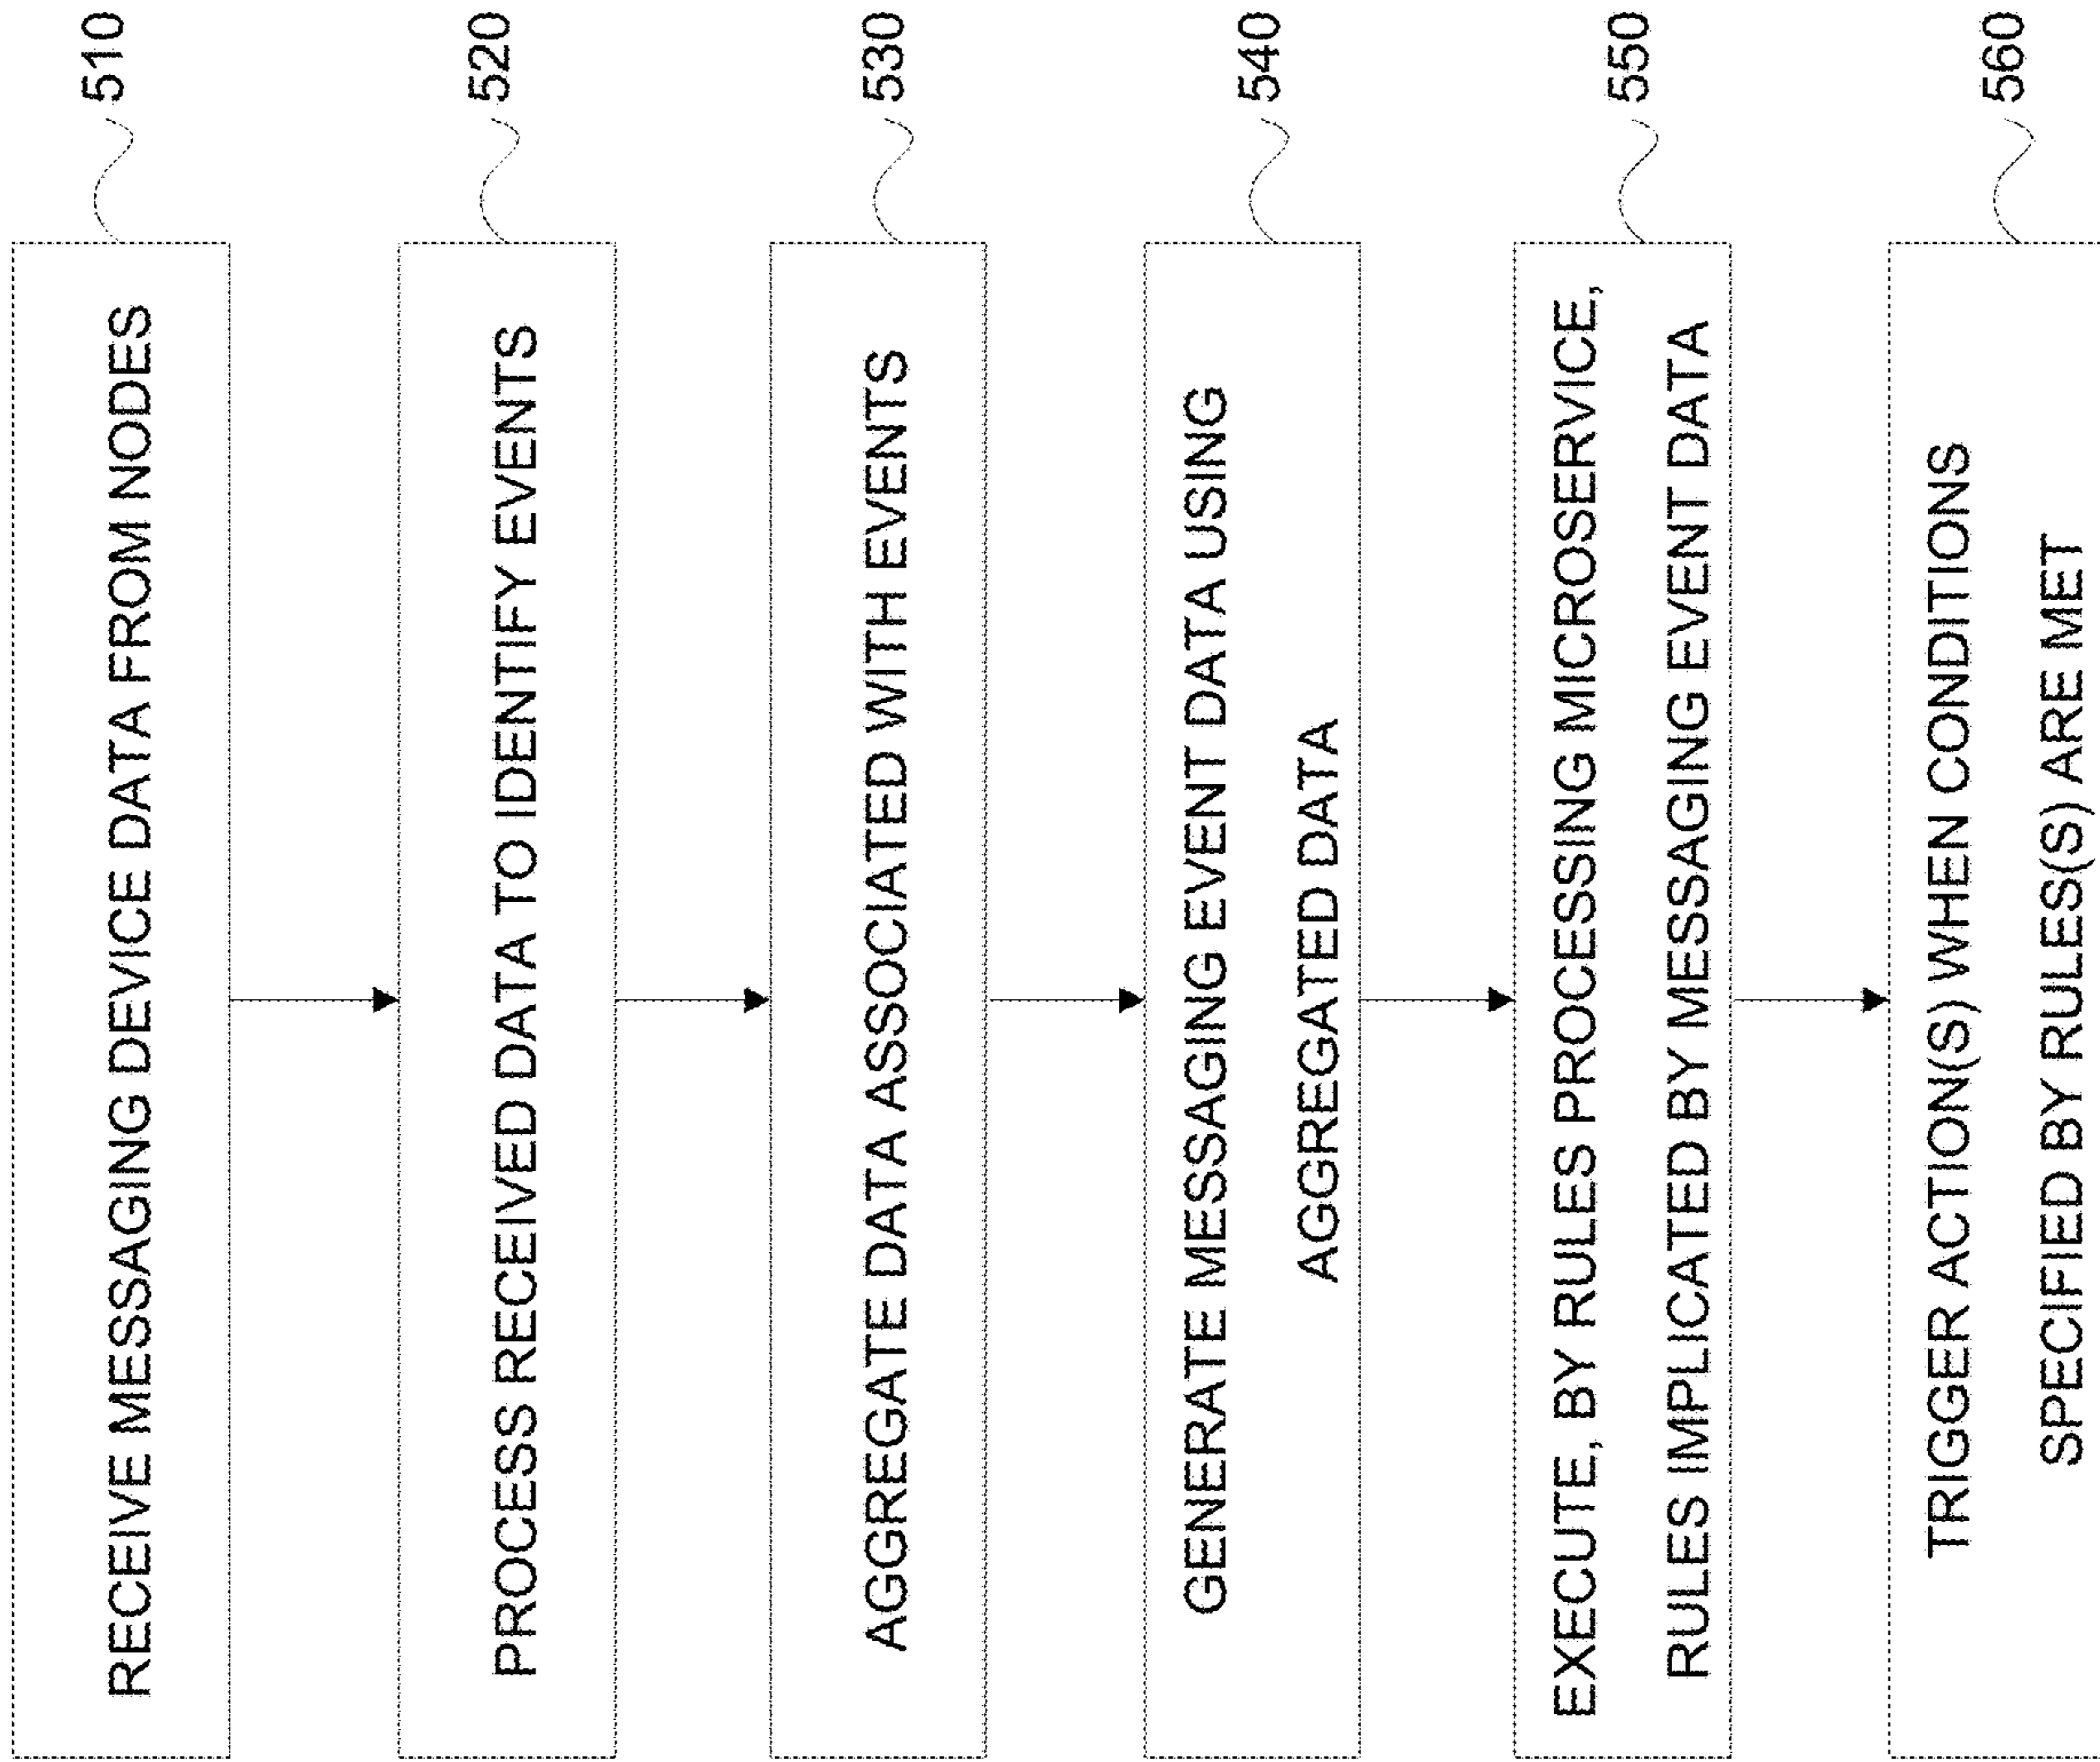 RECEIVE MESSAGING DEVICE DATA FROM NODES
510
PROCESS RECEIVED DATA TO IDENTIFY EVENTS
520
AGGREGATE DATA ASSOCIATED WITH EVENTS
530
GENERATE MESSAGING EVENT DATA USING
AGGREGATED DATA
540
EXECUTE, BY RULES PROCESSING MICROSERVICE,
RULES IMPLICATED BY MESSAGING EVENT DATA
550
TRIGGER ACTION(S) WHEN CONDITIONS
SPECIFIED BY RULES(S) ARE MET
560